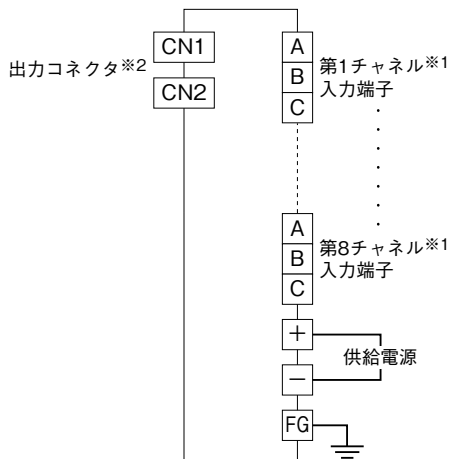 出力コネクタ※2
CN1
CN2
A
B
C
第1チャネル※1
入力端子
A
B
C
第8チャネル※1
入力端子
+
−
供給電源
FG